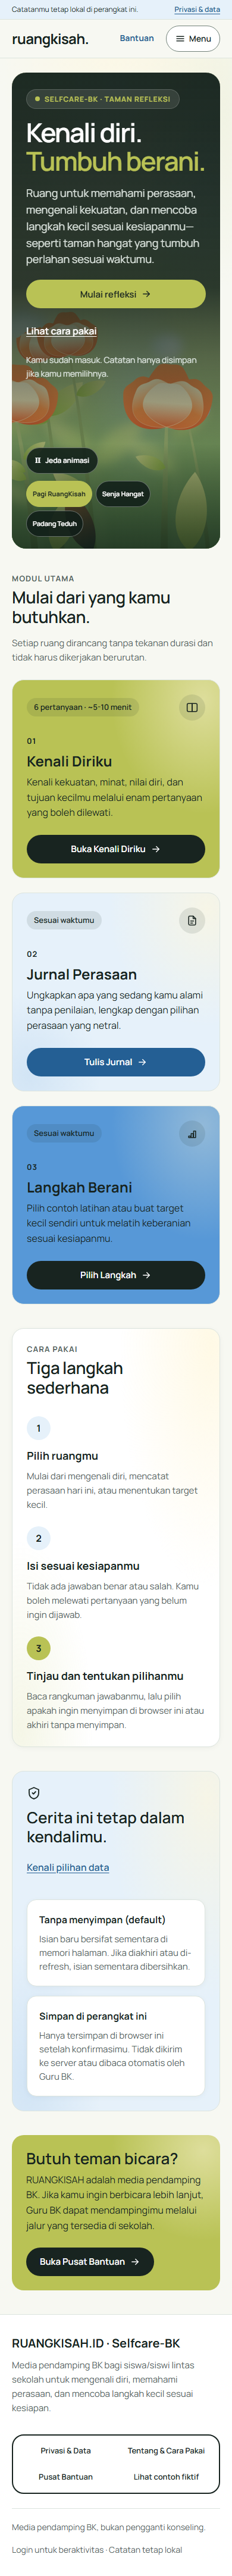 Catatanmu tetap lokal di perangkat ini.
Privasi & data
ruangkisah.
Bantuan
Menu
SELFCARE-BK · TAMAN REFLEKSI
Kenali diri.
Tumbuh berani.
Ruang untuk memahami perasaan,
mengenali kekuatan, dan mencoba
langkah kecil sesuai kesiapanmu—
seperti taman hangat yang tumbuh
perlahan sesuai waktumu.
Mulai refleksi →
Lihat cara pakai
Kamu sudah masuk. Catatan hanya disimpan
jika kamu memilihnya.
Jeda animasi
Pagi RuangKisah
Senja Hangat
Padang Teduh
MODUL UTAMA
Mulai dari yang kamu
butuhkan.
Setiap ruang dirancang tanpa tekanan durasi dan
tidak harus dikerjakan berurutan.
6 pertanyaan · ~5-10 menit
01
Kenali Diriku
Kenali kekuatan, minat, nilai diri, dan
tujuan kecilmu melalui enam pertanyaan
yang boleh dilewati.
Buka Kenali Diriku →
Sesuai waktumu
02
Jurnal Perasaan
Ungkapkan apa yang sedang kamu alami
tanpa penilaian, lengkap dengan pilihan
perasaan yang netral.
Tulis Jurnal →
Sesuai waktumu
03
Langkah Berani
Pilih contoh latihan atau buat target
kecil sendiri untuk melatih keberanian
sesuai kesiapanmu.
Pilih Langkah →
CARA PAKAI
Tiga langkah
sederhana
1
Pilih ruangmu
Mulai dari mengenali diri, mencatat
perasaan hari ini, atau menentukan target
kecil.
2
Isi sesuai kesiapanmu
Tidak ada jawaban benar atau salah. Kamu
boleh melewati pertanyaan yang belum
ingin dijawab.
3
Tinjau dan tentukan pilihanmu
Baca rangkuman jawabanmu, lalu pilih
apakah ingin menyimpan di browser ini atau
akhiri tanpa menyimpan.
Cerita ini tetap dalam
kendalimu.
Kenali pilihan data
Tanpa menyimpan (default)
Isian baru bersifat sementara di
memori halaman. Jika diakhiri atau di-
refresh, isian sementara dibersihkan.
Simpan di perangkat ini
Hanya tersimpan di browser ini
setelah konfirmasimu. Tidak dikirim
ke server atau dibaca otomatis oleh
Guru BK.
Butuh teman bicara?
RUANGKISAH adalah media pendamping
BK. Jika kamu ingin berbicara lebih lanjut,
Guru BK dapat mendampingimu melalui
jalur yang tersedia di sekolah.
Buka Pusat Bantuan →
RUANGKISAH.ID · Selfcare-BK
Media pendamping BK bagi siswa/siswi lintas
sekolah untuk mengenali diri, memahami
perasaan, dan mencoba langkah kecil sesuai
kesiapan.
Privasi & Data
Tentang & Cara Pakai
Pusat Bantuan
Lihat contoh fiktif
Media pendamping BK, bukan pengganti konseling.
Login untuk beraktivitas · Catatan tetap lokal